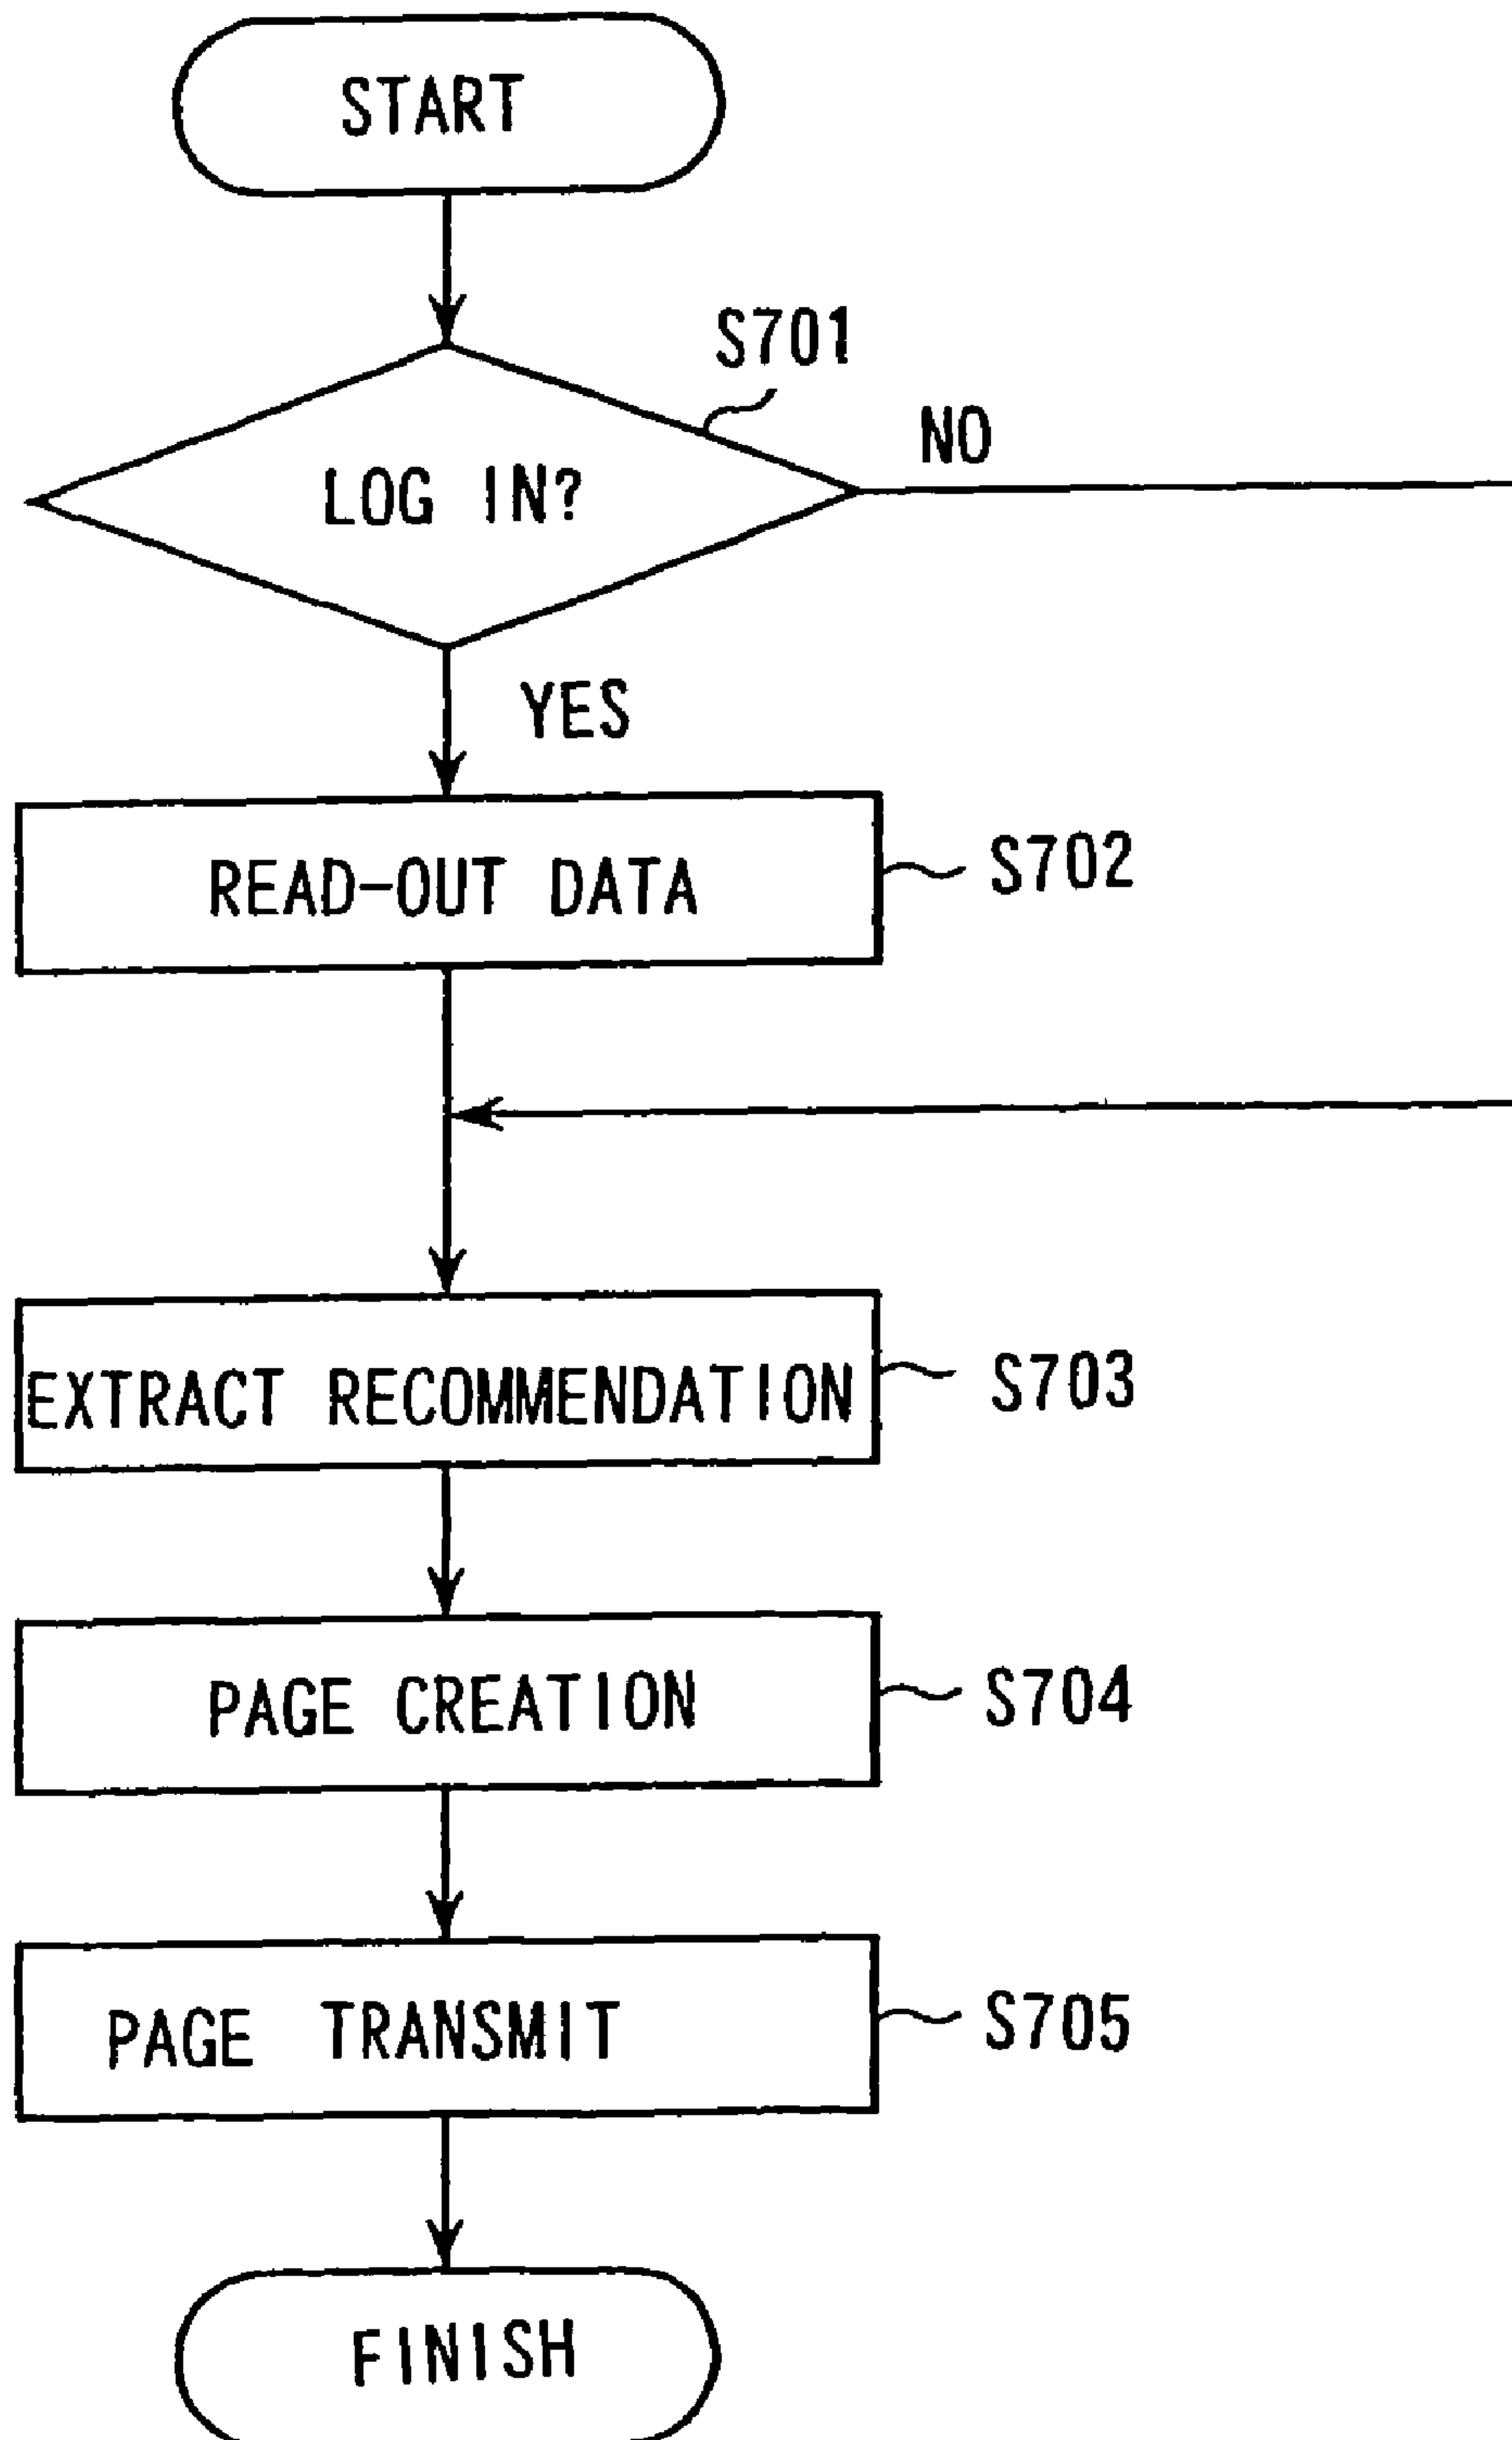 START
S701
NO
LOG IN?
YES
READ-OUT DATA
S702
EXTRACT RECOMMENDATION
S703
PAGE CREATION
S704
PAGE TRANSMIT
S705
FINISH